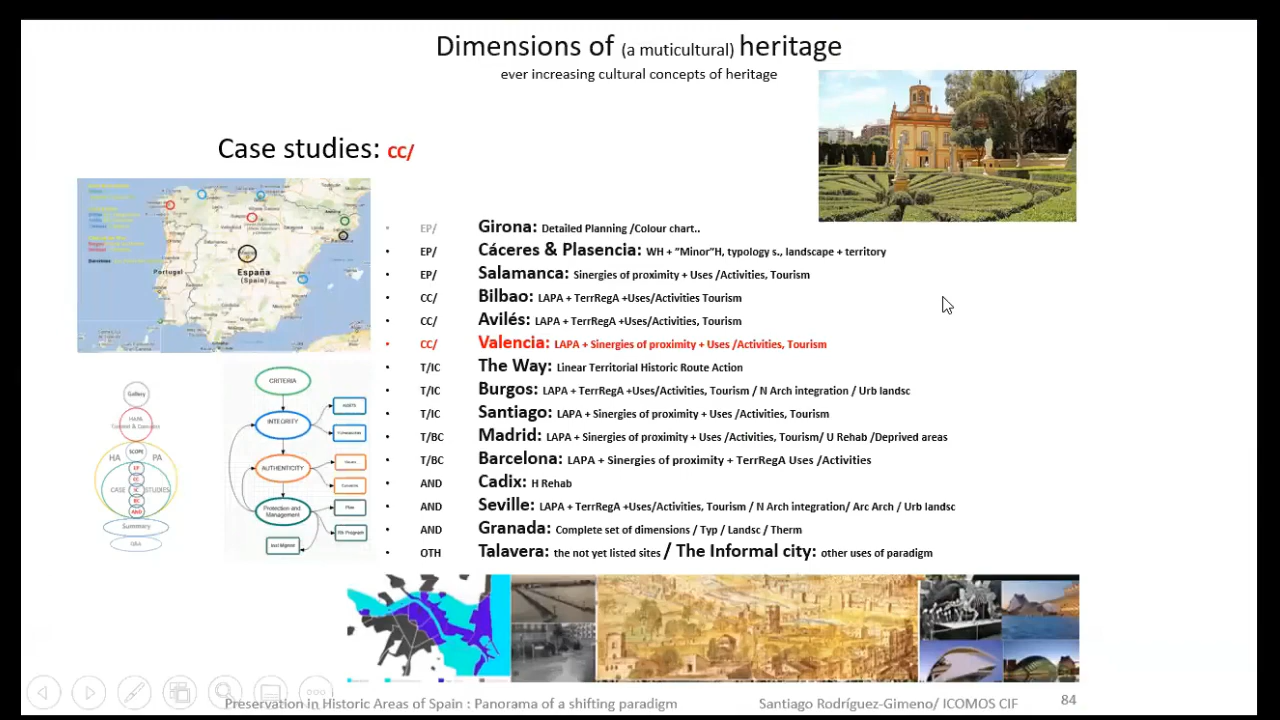 Dimensions of (a muticultural) heritage
ever increasing cultural concepts of heritage
Case studies: CC/
• EP/ Girona: Detailed Planning /Colour chart..
• EP/ Cáceres & Plasencia: WH + "Minor"H, typology s., landscape + territory
• EP/ Salamanca: Sinergies of proximity + Uses /Activities, Tourism
• CC/ Bilbao: LAPA + TerrRegA +Uses/Activities Tourism
• CC/ Avilés: LAPA + TerrRegA +Uses/Activities, Tourism
• CC/ Valencia: LAPA + Sinergies of proximity + Uses /Activities, Tourism
• T/IC The Way: Linear Territorial Historic Route Action
• T/IC Burgos: LAPA + TerrRegA +Uses/Activities, Tourism / N Arch integration / Urb landsc
• T/IC Santiago: LAPA + Sinergies of proximity + Uses /Activities, Tourism
• T/BC Madrid: LAPA + Sinergies of proximity + Uses /Activities, Tourism/ U Rehab /Deprived areas
• T/BC Barcelona: LAPA + Sinergies of proximity + TerrRegA Uses /Activities
• AND Cadix: H Rehab
• AND Seville: LAPA + TerrRegA +Uses/Activities, Tourism / N Arch integration/ Arc Arch / Urb landsc
• AND Granada: Complete set of dimensions / Typ / Landsc / Therm
• OTH Talavera: the not yet listed sites / The Informal city: other uses of paradigm
Portugal
España
(Spain)
Gallery
SCOPE
HA PA
CASE STUDIES
Summary
Q&A
CRITERIA
INTEGRITY
AUTHENTICITY
Protection and
Management
Preservation in Historic Areas of Spain : Panorama of a shifting paradigm
Santiago Rodríguez-Gimeno/ ICOMOS CIF
84